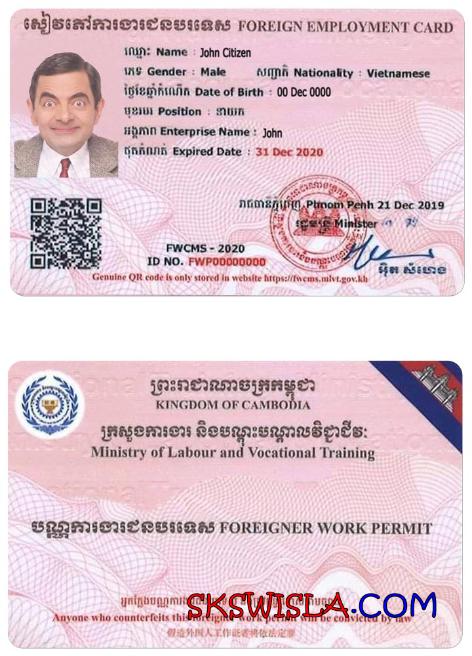 សៀវភៅការងារជនបរទេស FOREIGN EMPLOYMENT CARD
ឈ្មោះ Name : John Citizen
ភេទ Gender : Male សញ្ជាតិ Nationality : Vietnamese
ថ្ងៃខែឆ្នាំកំណើត Date of Birth : 00 Dec 0000
មុខរបរ Position : នាយក
អង្គភាព Enterprise Name : John
ផុតកំណត់ Expired Date : 31 Dec 2020
រាជធានីភ្នំពេញ Phnom Penh 21 Dec 2019
រដ្ឋមន្ត្រី Minister
FWCMS - 2020
ID NO. FWP00000000
អ៊ិត សំហេង
Genuine QR code is only stored in website https://fwcms.mlvt.gov.kh
ព្រះរាជាណាចក្រកម្ពុជា
KINGDOM OF CAMBODIA
ក្រសួងការងារ និងបណ្តុះបណ្តាលវិជ្ជាជីវៈ
Ministry of Labour and Vocational Training
បណ្ណការងារជនបរទេស FOREIGNER WORK PERMIT
SKSWISLA.COM
Anyone who counterfeits this foreigner work permit will be convicted by law